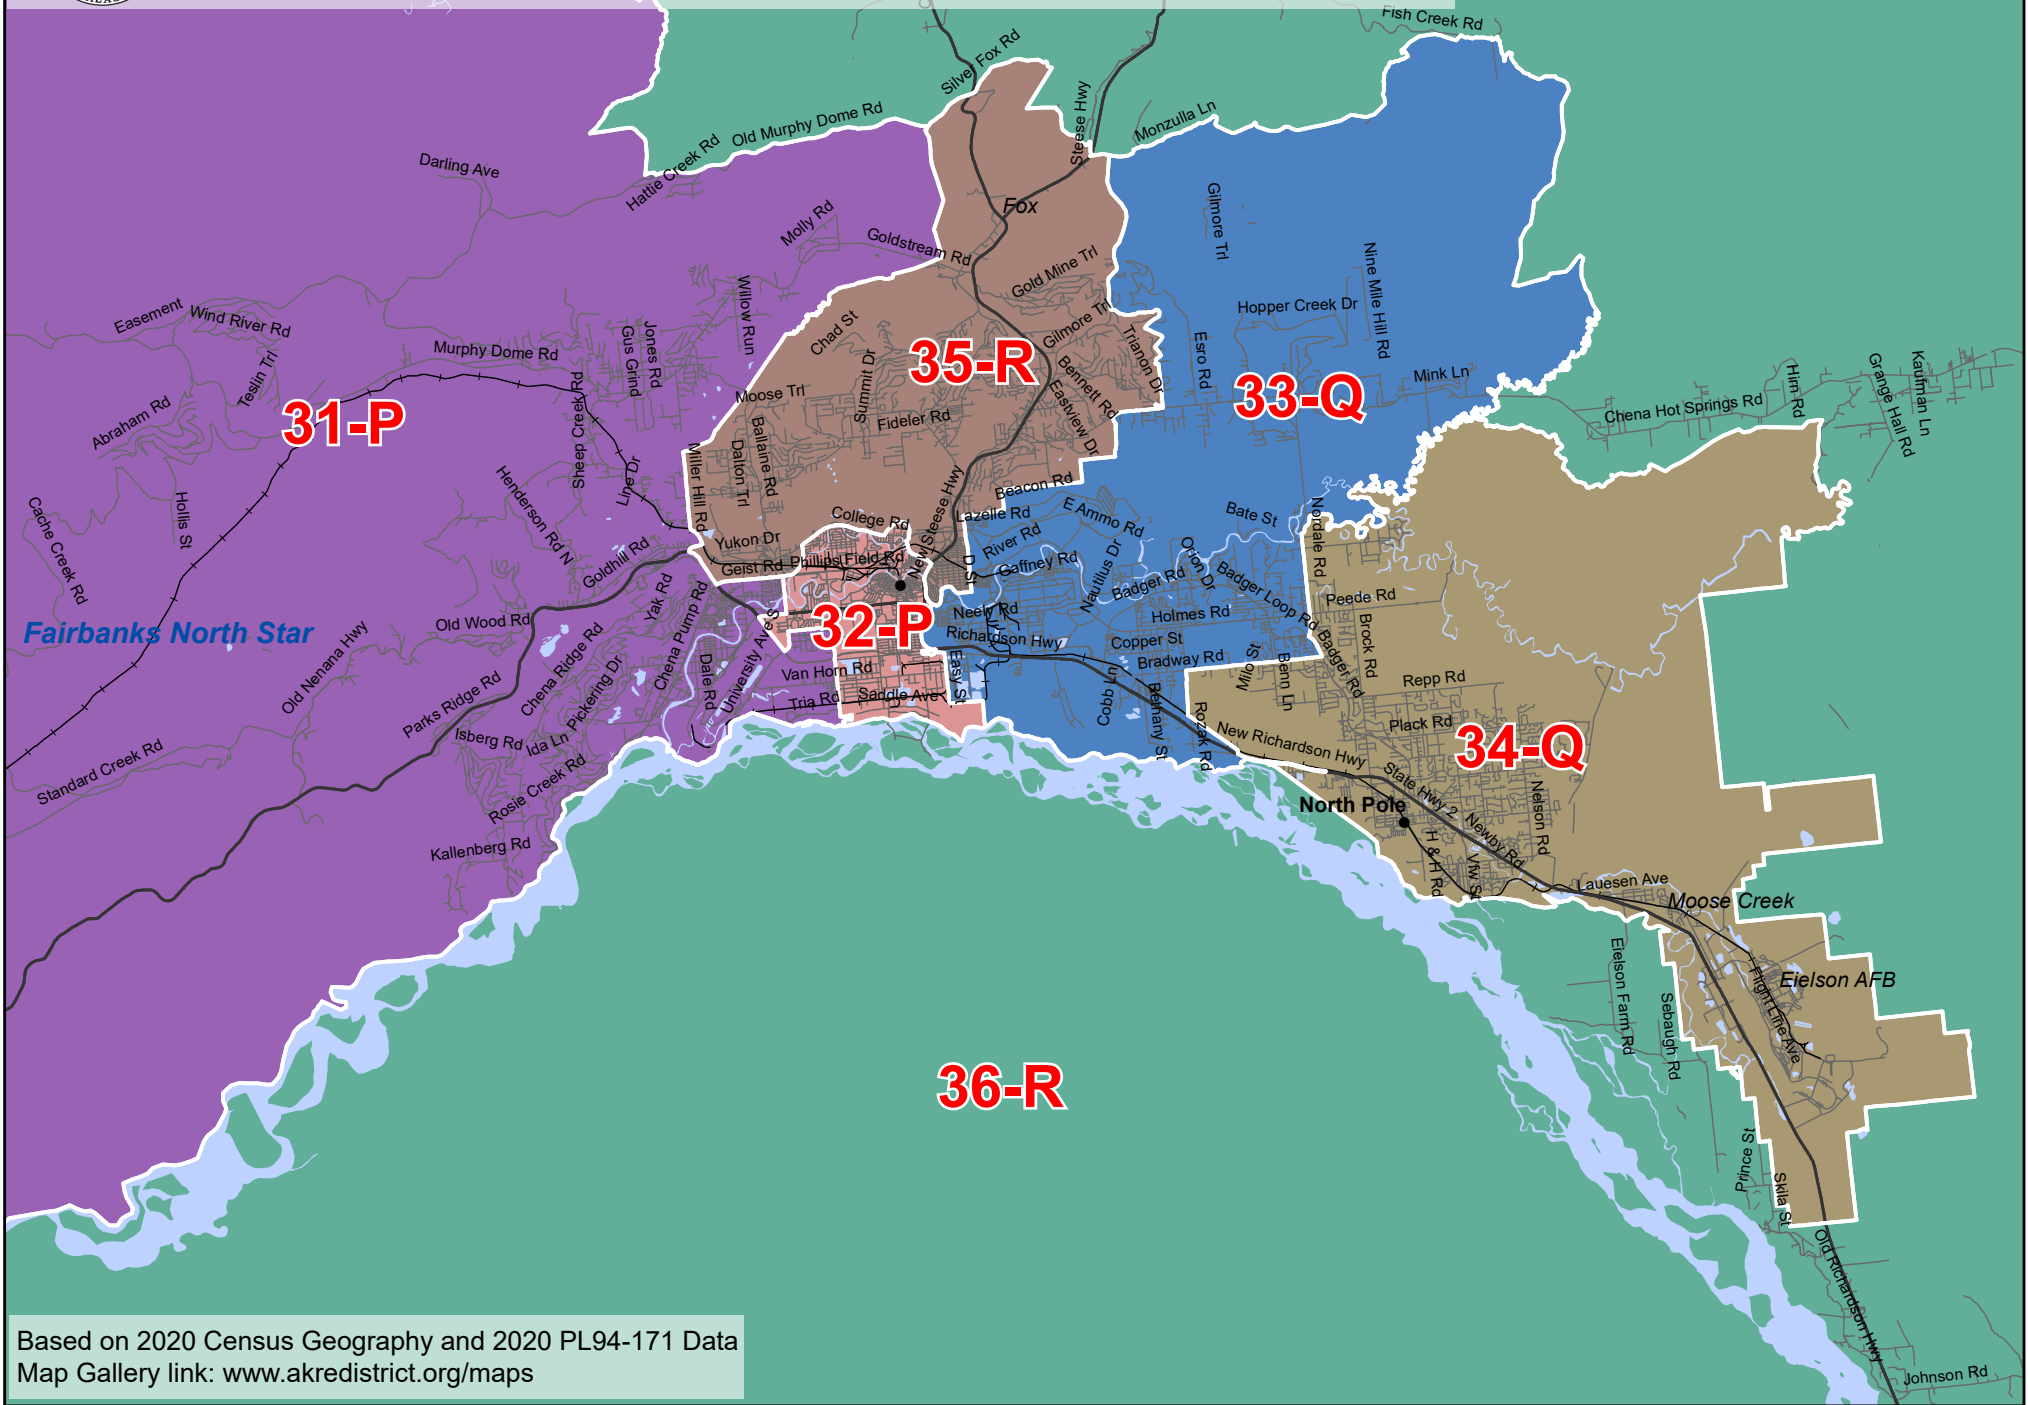 Fish Creek Rd
Silver Fox Rd
Steese Hwy
Monzulla Ln
Old Murphy Dome Rd
Hattie Creek Rd
Darling Ave
Fox
Molly Rd
Goldstream Rd
Gilmore Trl
Gold Mine Trl
Nine Mile Hill Rd
Hopper Creek Dr
Easement
Wind River Rd
Willow Run
Chad St
Gilmore Trl
Trianon Dr
Esro Rd
Jones Rd
Gus Grind
Murphy Dome Rd
Teslin Trl
35-R
Summit Dr
Bennett Rd
Eastview Dr
Mink Ln
33-Q
Chena Hot Springs Rd
Hirn Rd
Grange Hall Rd
Kaufman Ln
31-P
Abraham Rd
Sheep Creek Rd
Moose Trl
Fideler Rd
Ballaine Rd
Dalton Trl
Miller Hill Rd
Line Dr
Henderson Rd N
Hollis St
Cache Creek Rd
Beacon Rd
New Steese Hwy
College Rd
Lazelle Rd
E Ammo Rd
Bate St
Nordale Rd
Yukon Dr
River Rd
Goldhill Rd
Geist Rd
Phillips Field Rd
D St
Gaffney Rd
Nautilus Dr
Orion Dr
Badger Rd
Badger Loop Rd
Peede Rd
Yak Rd
Chena Pump Rd
Old Wood Rd
Fairbanks North Star
32-P
Neely Rd
Holmes Rd
Richardson Hwy
Copper St
Bradway Rd
Brock Rd
Badger Rd
Milo St
Benn Ln
Old Nenana Hwy
Chena Ridge Rd
Pickering Dr
Dale Rd
University Ave S
Van Horn Rd
Tria Rd
Saddle Ave
Easy St
Cobb Ln
Bethany St
Rozak Rd
Repp Rd
Plack Rd
Parks Ridge Rd
Isberg Rd
Ida Ln
New Richardson Hwy
34-Q
Standard Creek Rd
Rosie Creek Rd
State Hwy 2
North Pole
Nelson Rd
Newby Rd
Kallenberg Rd
H & H Rd
Vfw St
Lauesen Ave
Moose Creek
Eielson Farm Rd
Sebaugh Rd
Flight Line Ave
Eielson AFB
36-R
Prince St
Skila St
Old Richardson Hwy
Johnson Rd
Based on 2020 Census Geography and 2020 PL94-171 Data
Map Gallery link: www.akredistrict.org/maps